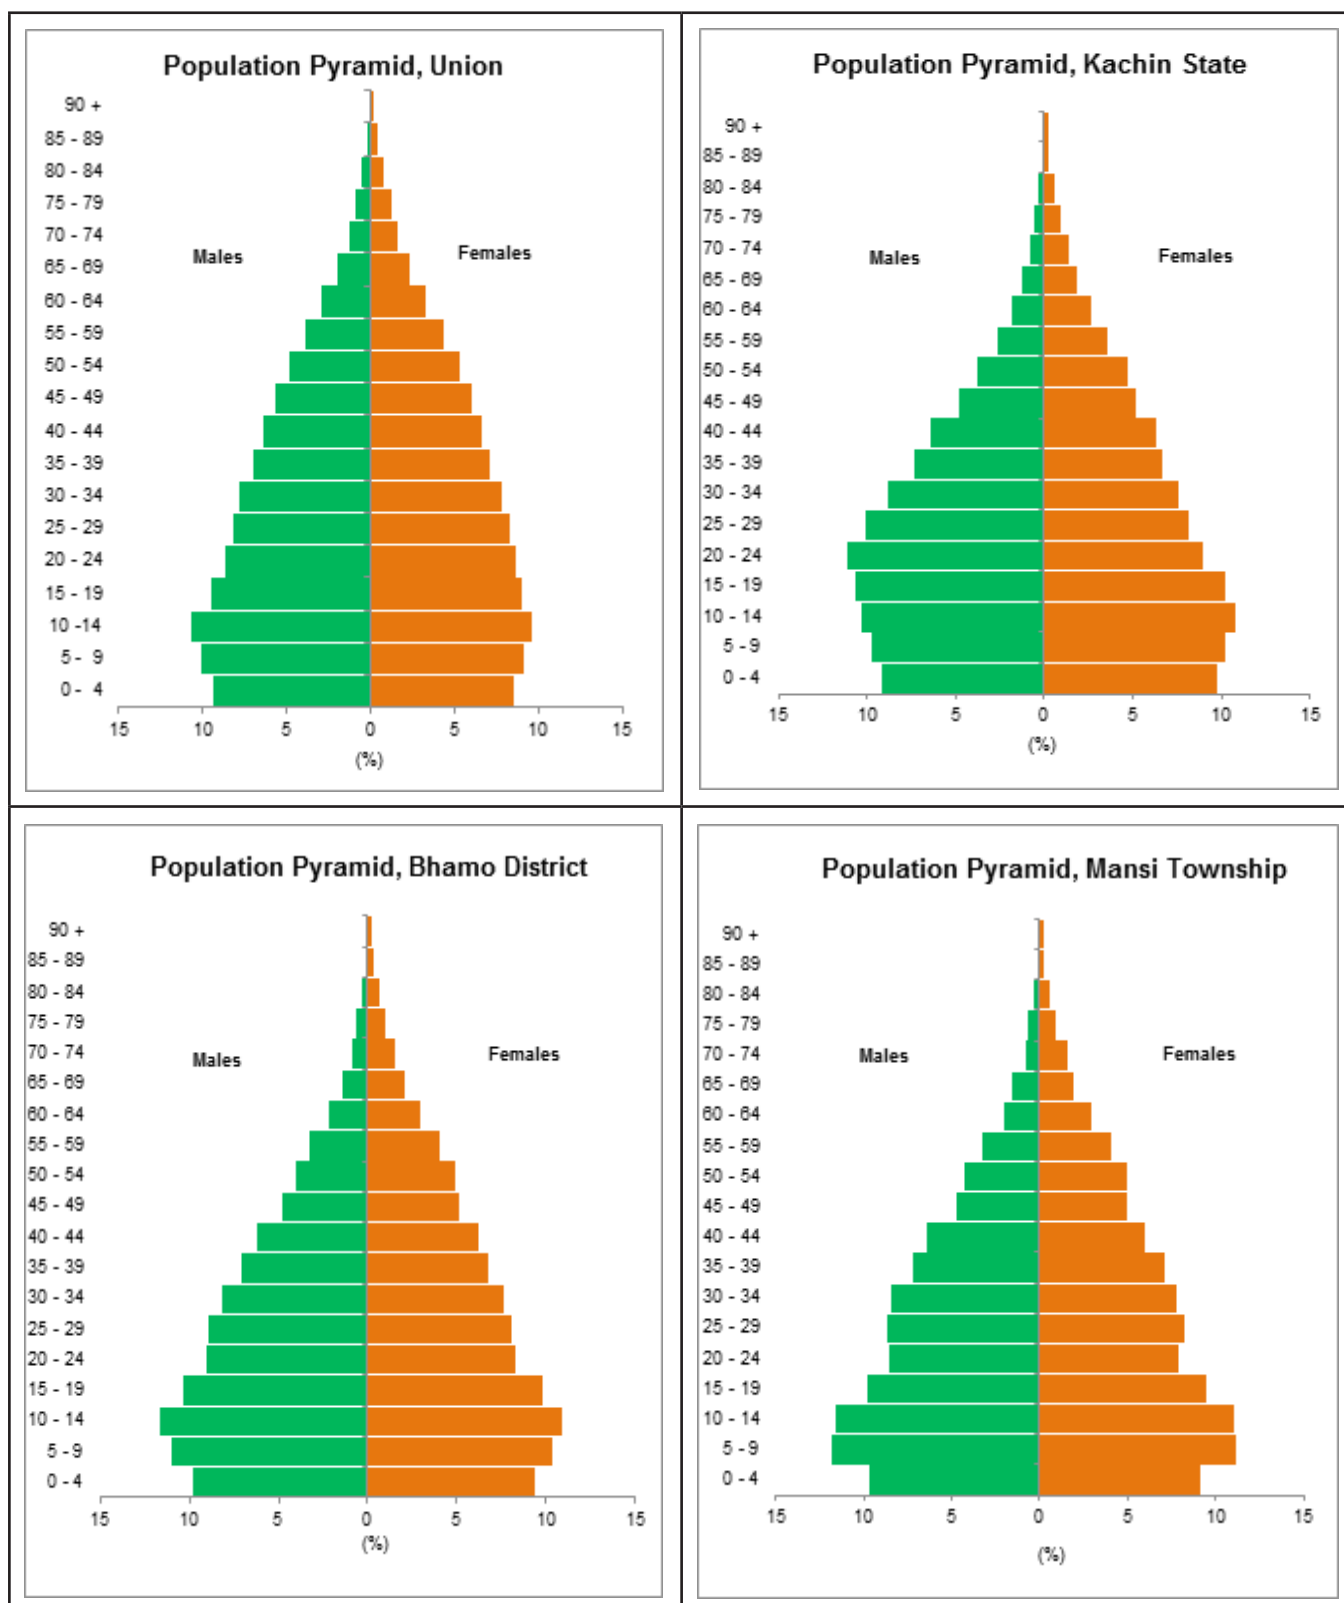 Population Pyramid, Union
90 +
85 - 89
80 - 84
75 - 79
70 - 74
65 - 69
60 - 64
55 - 59
50 - 54
45 - 49
40 - 44
35 - 39
30 - 34
25 - 29
20 - 24
15 - 19
10 -14
5 - 9
0 - 4
Males
Females
15 10 5 0 5 10 15
(%)
Population Pyramid, Kachin State
90 +
85 - 89
80 - 84
75 - 79
70 - 74
65 - 69
60 - 64
55 - 59
50 - 54
45 - 49
40 - 44
35 - 39
30 - 34
25 - 29
20 - 24
15 - 19
10 - 14
5 - 9
0 - 4
Males
Females
15 10 5 0 5 10 15
(%)
Population Pyramid, Bhamo District
90 +
85 - 89
80 - 84
75 - 79
70 - 74
65 - 69
60 - 64
55 - 59
50 - 54
45 - 49
40 - 44
35 - 39
30 - 34
25 - 29
20 - 24
15 - 19
10 - 14
5 - 9
0 - 4
Males
Females
15 10 5 0 5 10 15
(%)
Population Pyramid, Mansi Township
90 +
85 - 89
80 - 84
75 - 79
70 - 74
65 - 69
60 - 64
55 - 59
50 - 54
45 - 49
40 - 44
35 - 39
30 - 34
25 - 29
20 - 24
15 - 19
10 - 14
5 - 9
0 - 4
Males
Females
15 10 5 0 5 10 15
(%)